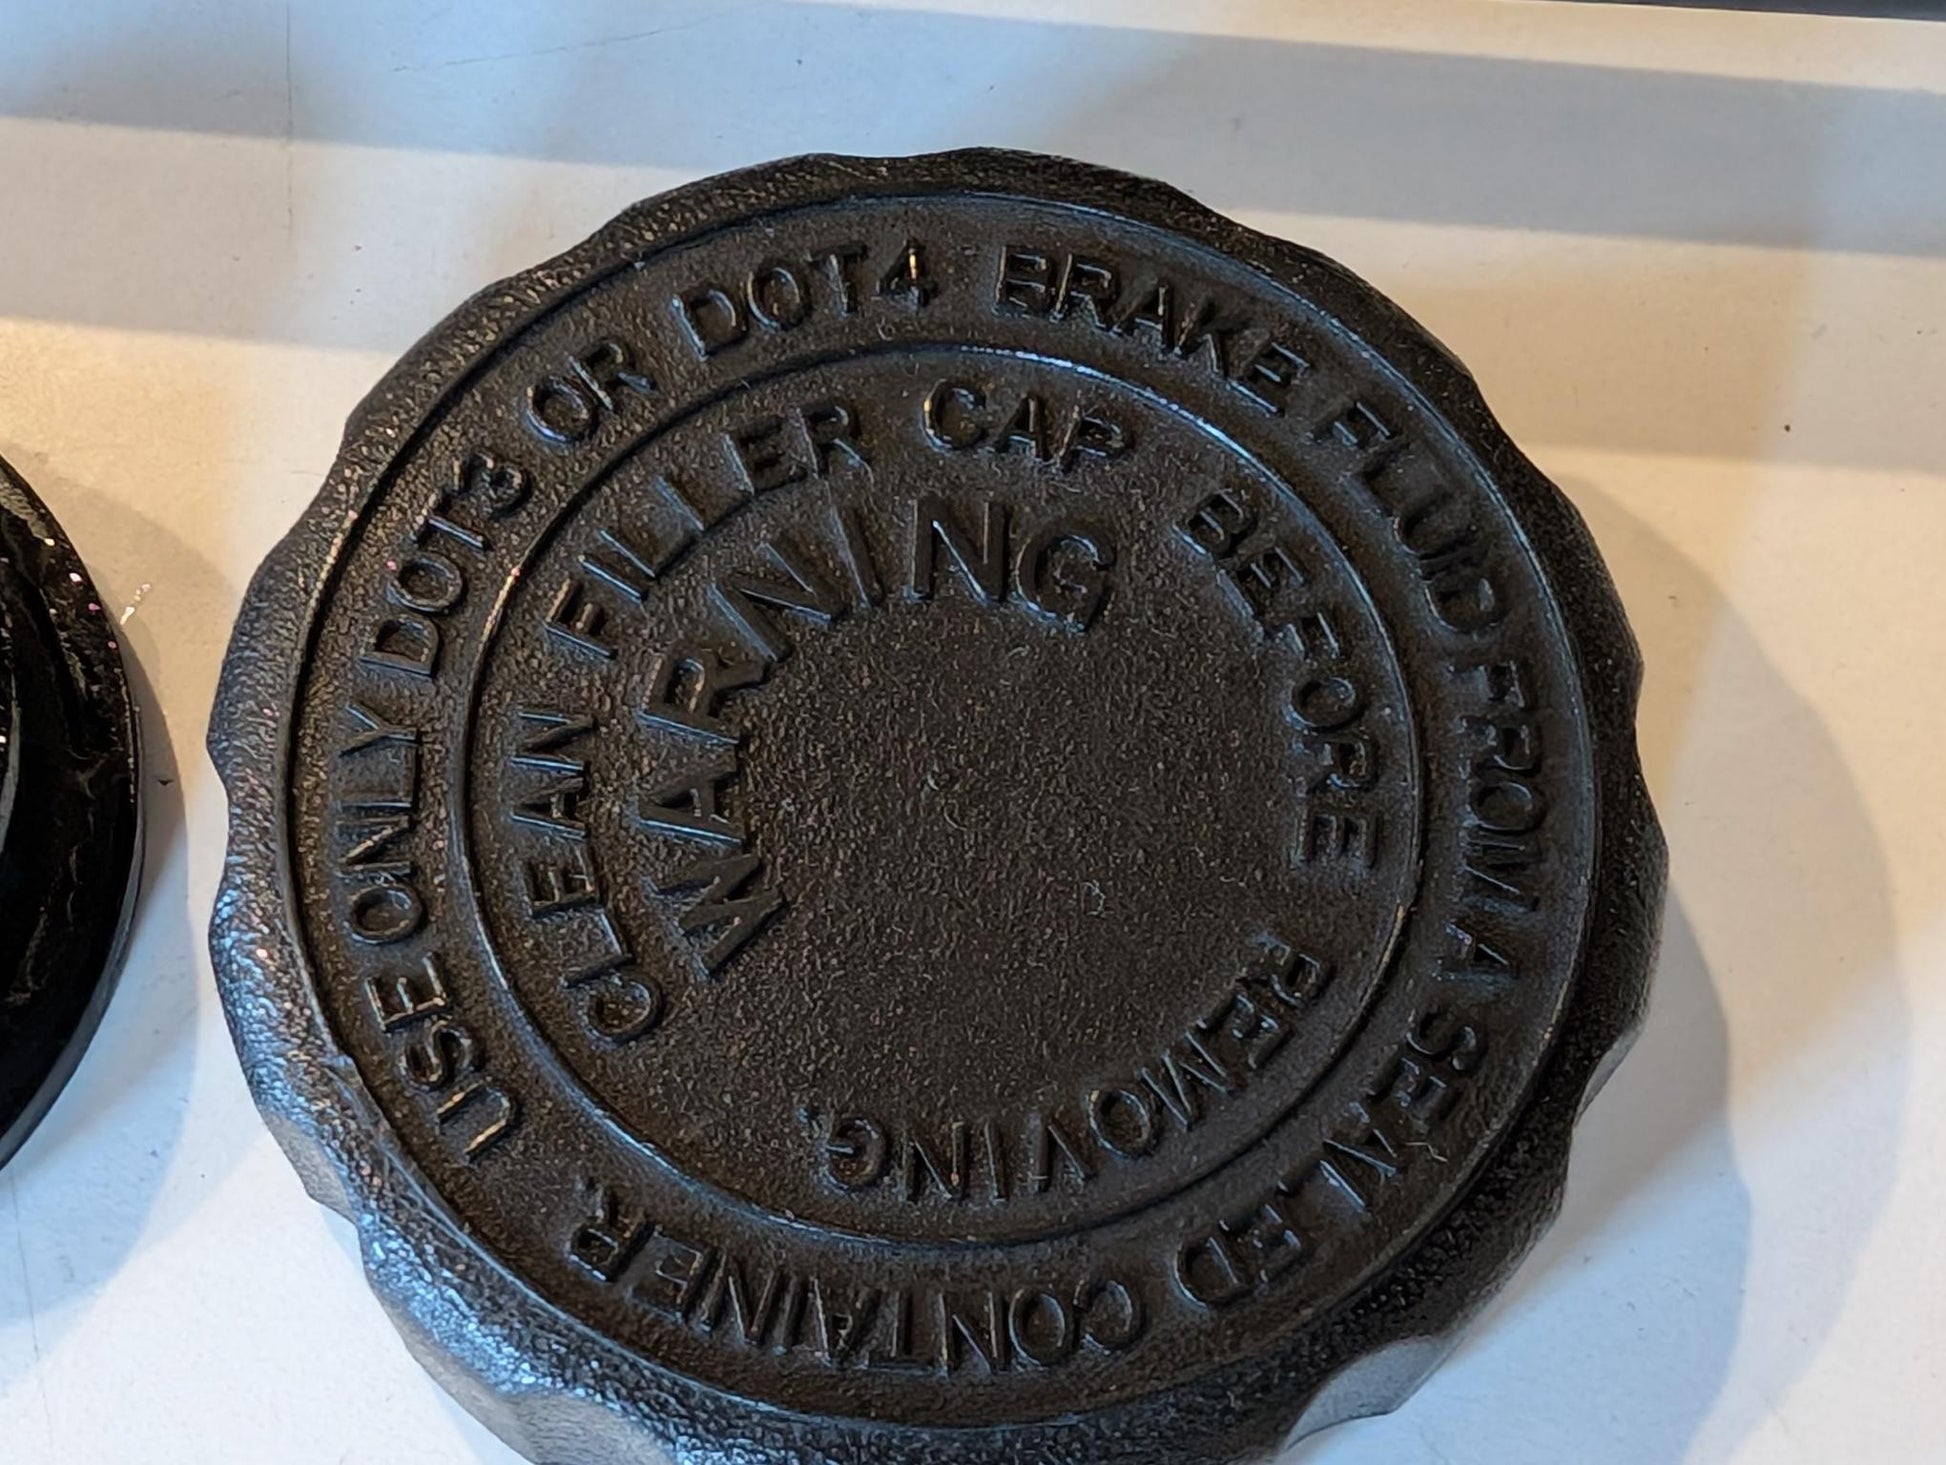 WARNING
CLEAN FILLER CAP BEFORE REMOVING.
USE ONLY DOT3 OR DOT4 BRAKE FLUID FROM A SEALED CONTAINER.